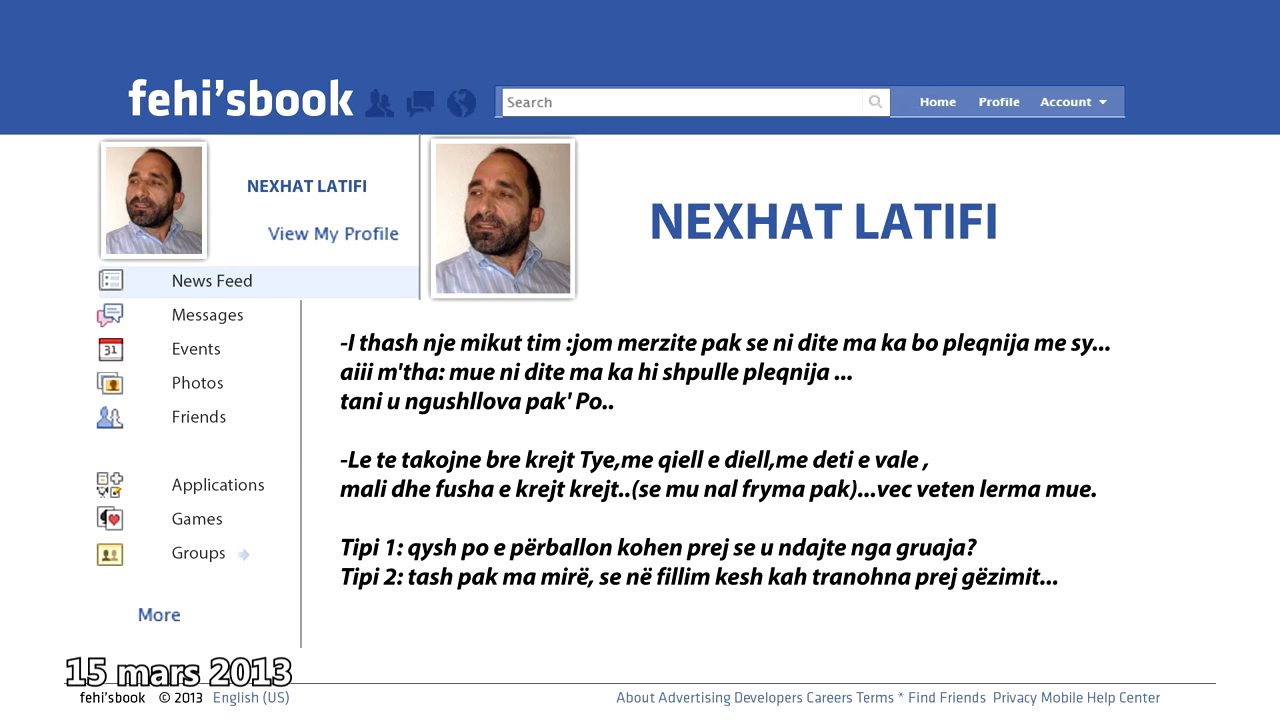 fehi'sbook
Search
Home Profile Account
NEXHAT LATIFI
View My Profile
NEXHAT LATIFI
News Feed
Messages
31 Events
Photos
Friends
Applications
Games
Groups
More
-I thash nje mikut tim :jom merzite pak se ni dite ma ka bo pleqnija me sy...
aiii m'tha: mue ni dite ma ka hi shpulle pleqnija ...
tani u ngushllova pak' Po..
-Le te takojne bre krejt Tye,me qiell e diell,me deti e vale ,
mali dhe fusha e krejt krejt..(se mu nal fryma pak)...vec veten lerma mue.
Tipi 1: qysh po e përballon kohen prej se u ndajte nga gruaja?
Tipi 2: tash pak ma mirë, se në fillim kesh kah tranohna prej gëzimit...
15 mars 2013
fehi'sbook © 2013 English (US)
About Advertising Developers Careers Terms * Find Friends Privacy Mobile Help Center